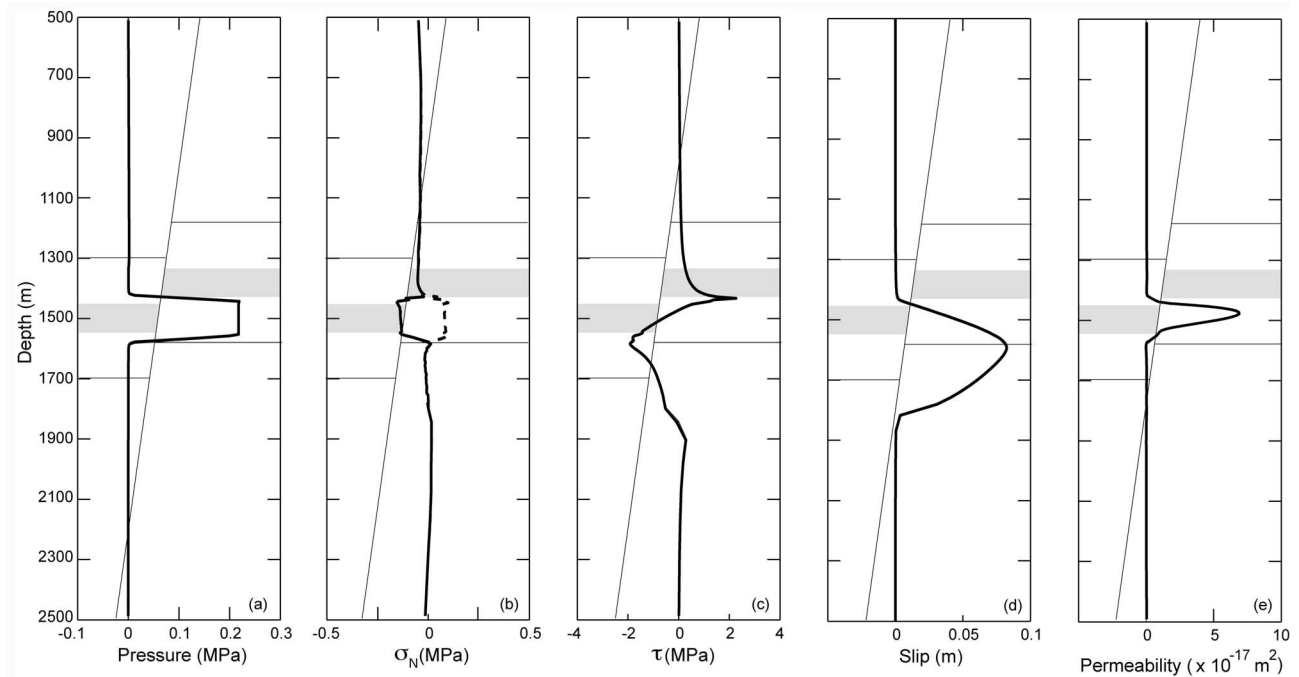 500
700
900
1100
1300
1500
1700
1900
2100
2300
2500
Depth (m)
(a)
-0.1 0 0.1 0.2 0.3
Pressure (MPa)
(b)
-0.5 0 0.5
σN(MPa)
(c)
-4 -2 0 2 4
τ(MPa)
(d)
0 0.05 0.1
Slip (m)
(e)
0 5 10
Permeability ( x 10⁻¹⁷ m²)